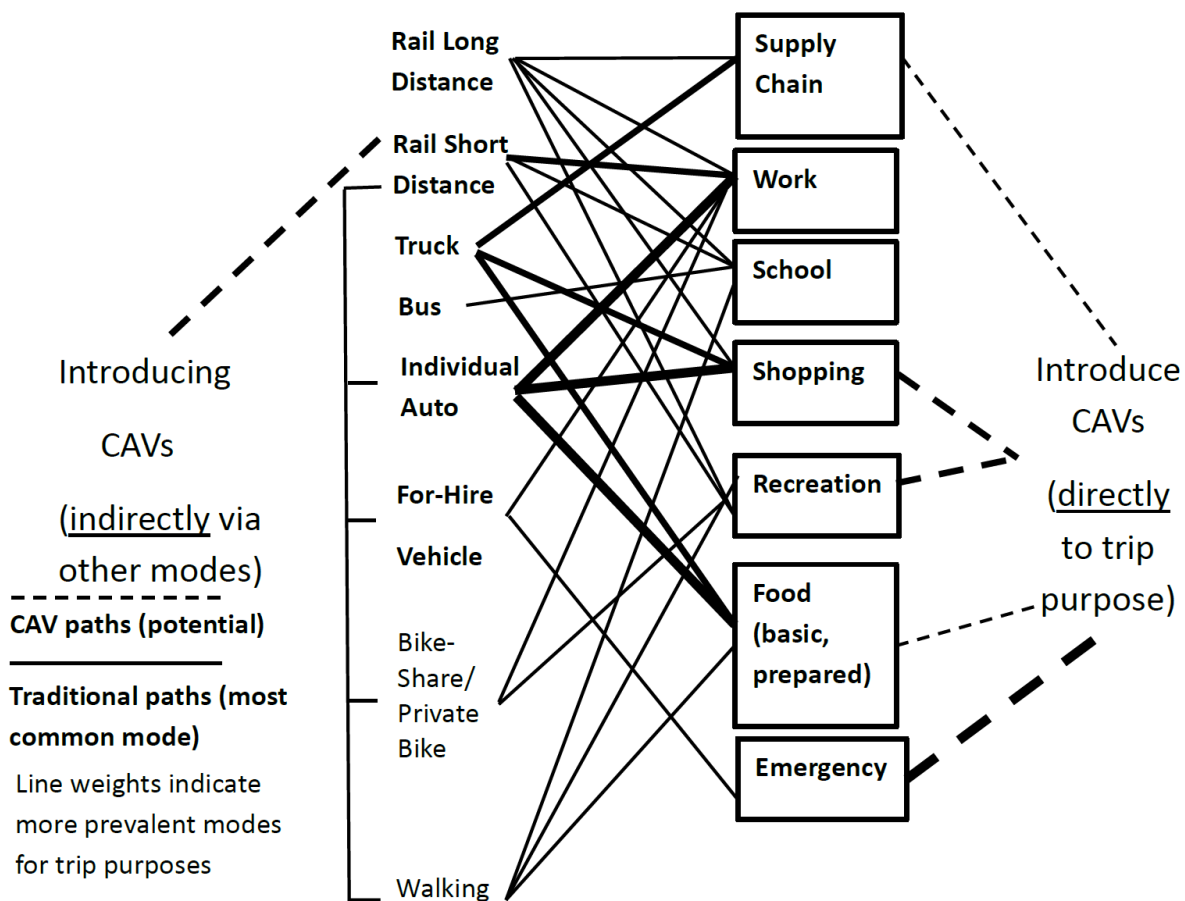 Rail Long
Distance
Rail Short
Distance
Truck
Bus
Individual
Auto
For-Hire
Vehicle
Bike-
Share/
Private
Bike
Walking
Supply
Chain
Work
School
Shopping
Recreation
Food
(basic,
prepared)
Emergency
Introducing
CAVs
(indirectly via
other modes)
CAV paths (potential)
Traditional paths (most
common mode)
Line weights indicate
more prevalent modes
for trip purposes
Introduce
CAVs
(directly
to trip
purpose)